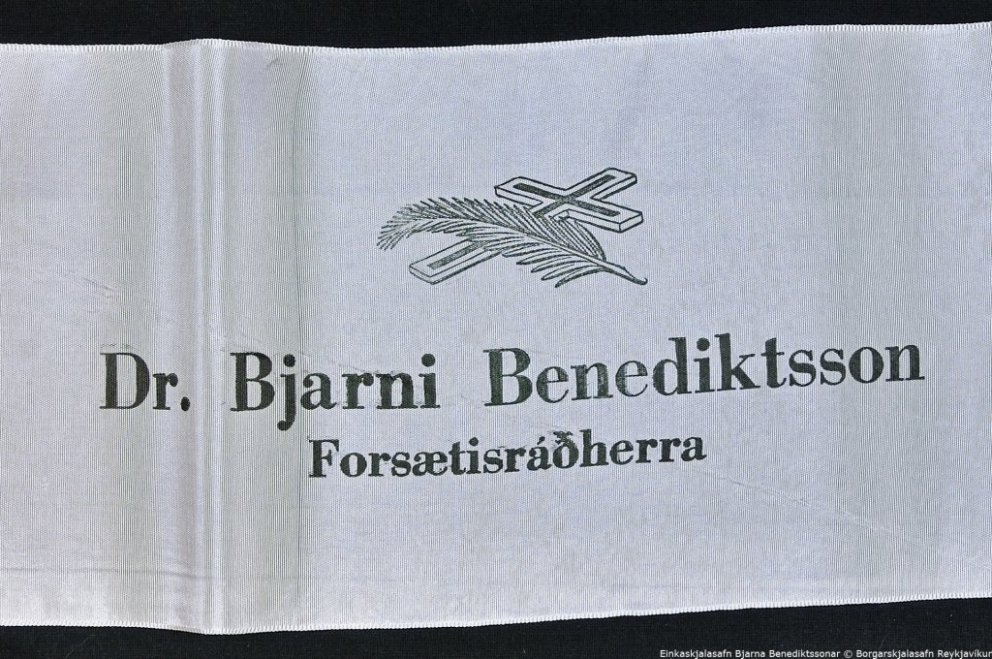 Dr. Bjarni Benediktsson
Forsætisráðherra
Einkaskjalasafn Bjarna Benediktssonar © Borgarskjalasafn Reykjavíkur